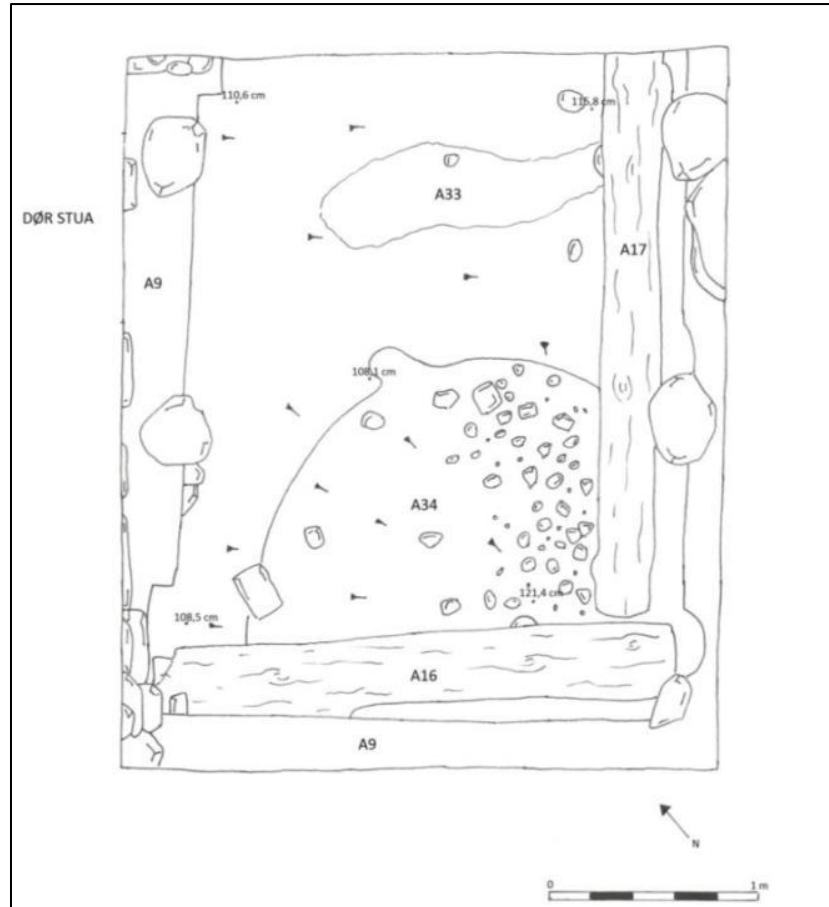 110,6 cm
115,8 cm
A33
DØR STUA
A17
A9
108,1 cm
A34
121,4 cm
108,5 cm
A16
A9
N
0 1 m